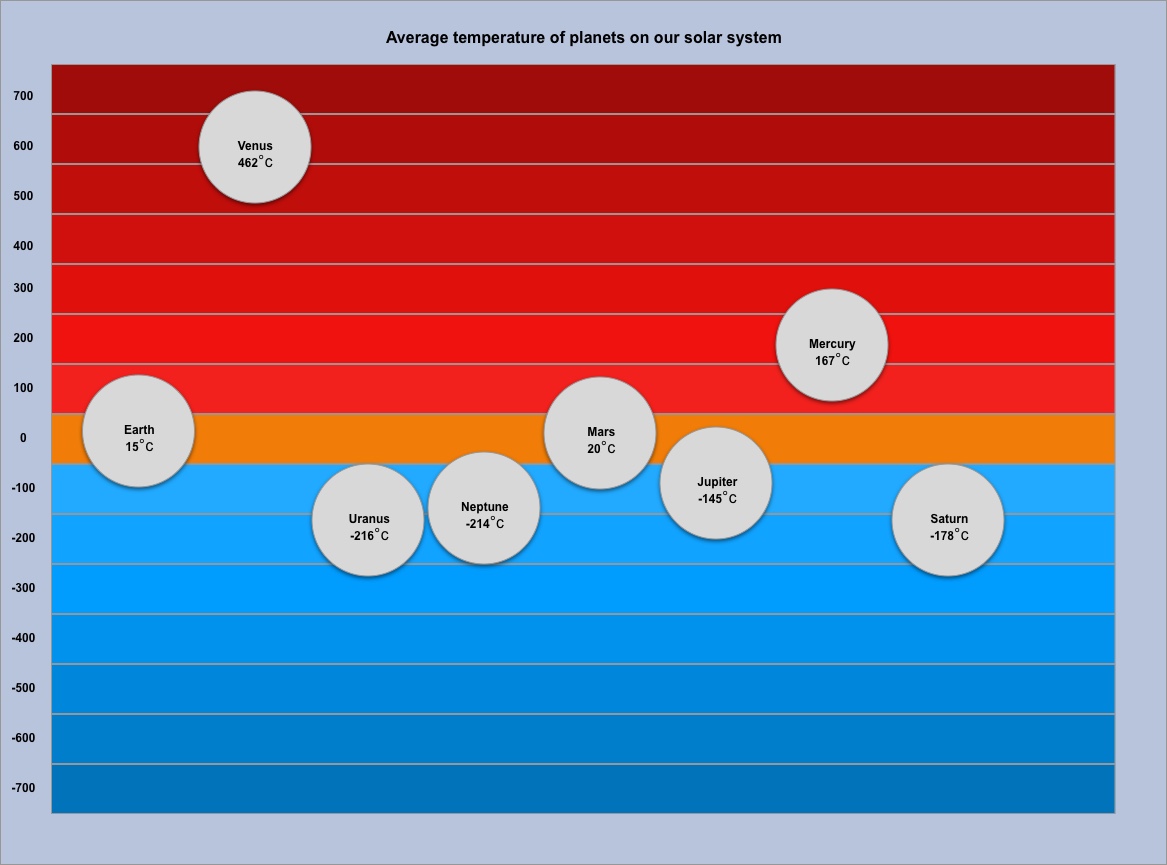 Average temperature of planets on our solar system
700
600
500
400
300
200
100
0
-100
-200
-300
-400
-500
-600
-700
Venus
462°C
Mercury
167°C
Earth
15°C
Mars
20°C
Jupiter
-145°C
Neptune
-214°C
Uranus
-216°C
Saturn
-178°C